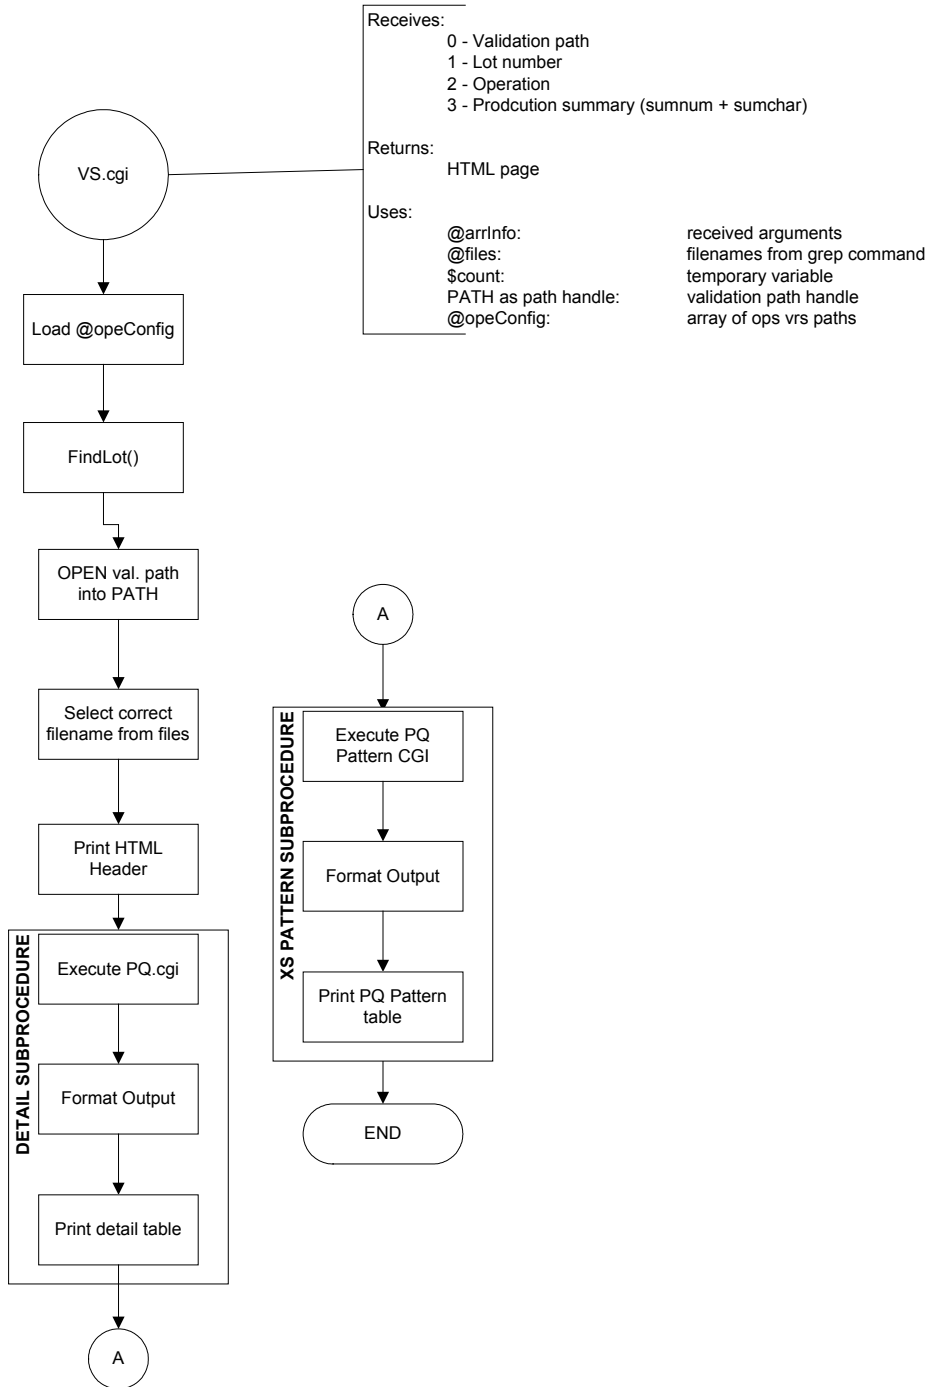 Receives:
0 - Validation path
1 - Lot number
2 - Operation
3 - Prodcution summary (sumnum + sumchar)
Returns:
HTML page
Uses:
@arrInfo: received arguments
@files: filenames from grep command
$count: temporary variable
PATH as path handle: validation path handle
@opeConfig: array of ops vrs paths
VS.cgi
Load @opeConfig
FindLot()
OPEN val. path
into PATH
Select correct
filename from files
Print HTML
Header
DETAIL SUBPROCEDURE
Execute PQ.cgi
Format Output
Print detail table
A
A
XS PATTERN SUBPROCEDURE
Execute PQ
Pattern CGI
Format Output
Print PQ Pattern
table
END